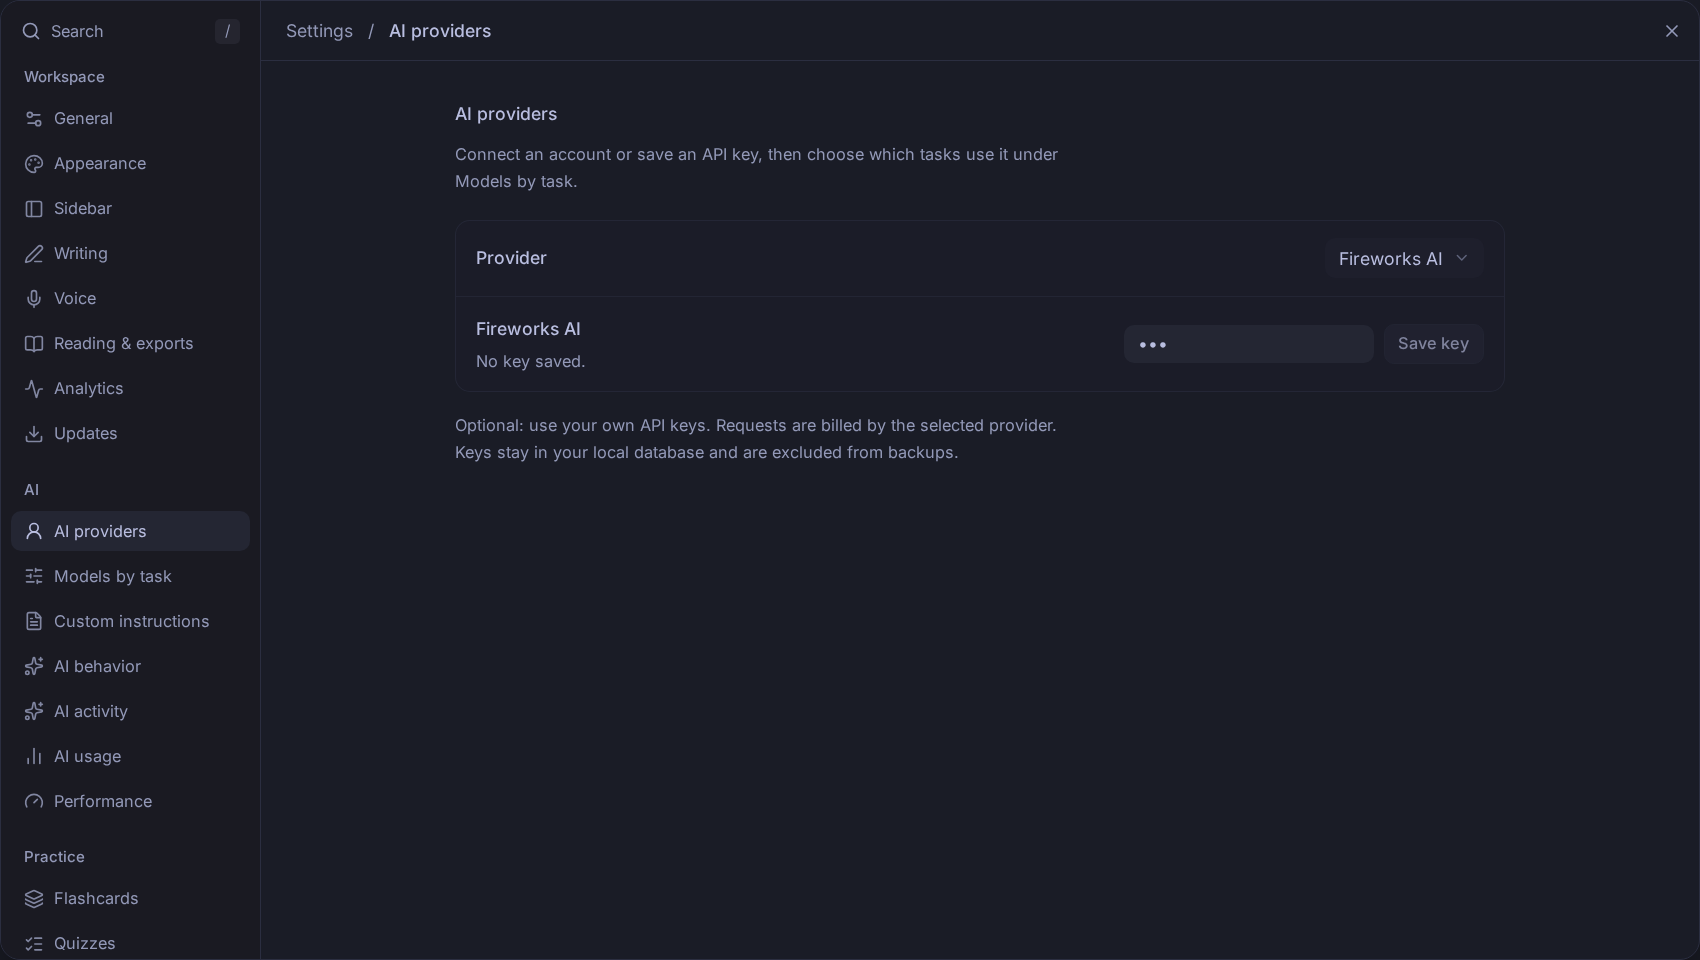 Search /
Workspace
General
Appearance
Sidebar
Writing
Voice
Reading & exports
Analytics
Updates
AI
AI providers
Models by task
Custom instructions
AI behavior
AI activity
AI usage
Performance
Practice
Flashcards
Quizzes
Settings / AI providers
AI providers
Connect an account or save an API key, then choose which tasks use it under
Models by task.
Provider
Fireworks AI
Fireworks AI
No key saved.
•••
Save key
Optional: use your own API keys. Requests are billed by the selected provider.
Keys stay in your local database and are excluded from backups.